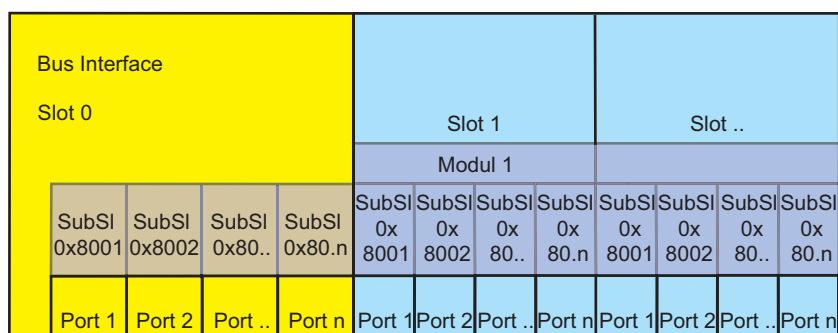 Bus Interface
Slot 0
Slot 1
Slot ..
Modul 1
SubSl
0x8001
SubSl
0x8002
SubSl
0x80..
SubSl
0x80.n
SubSl
0x
8001
SubSl
0x
8002
SubSl
0x
80..
SubSl
0x
80.n
SubSl
0x
8001
SubSl
0x
8002
SubSl
0x
80..
SubSl
0x
80.n
Port 1
Port 2
Port ..
Port n
Port 1
Port 2
Port ..
Port n
Port 1
Port 2
Port ..
Port n